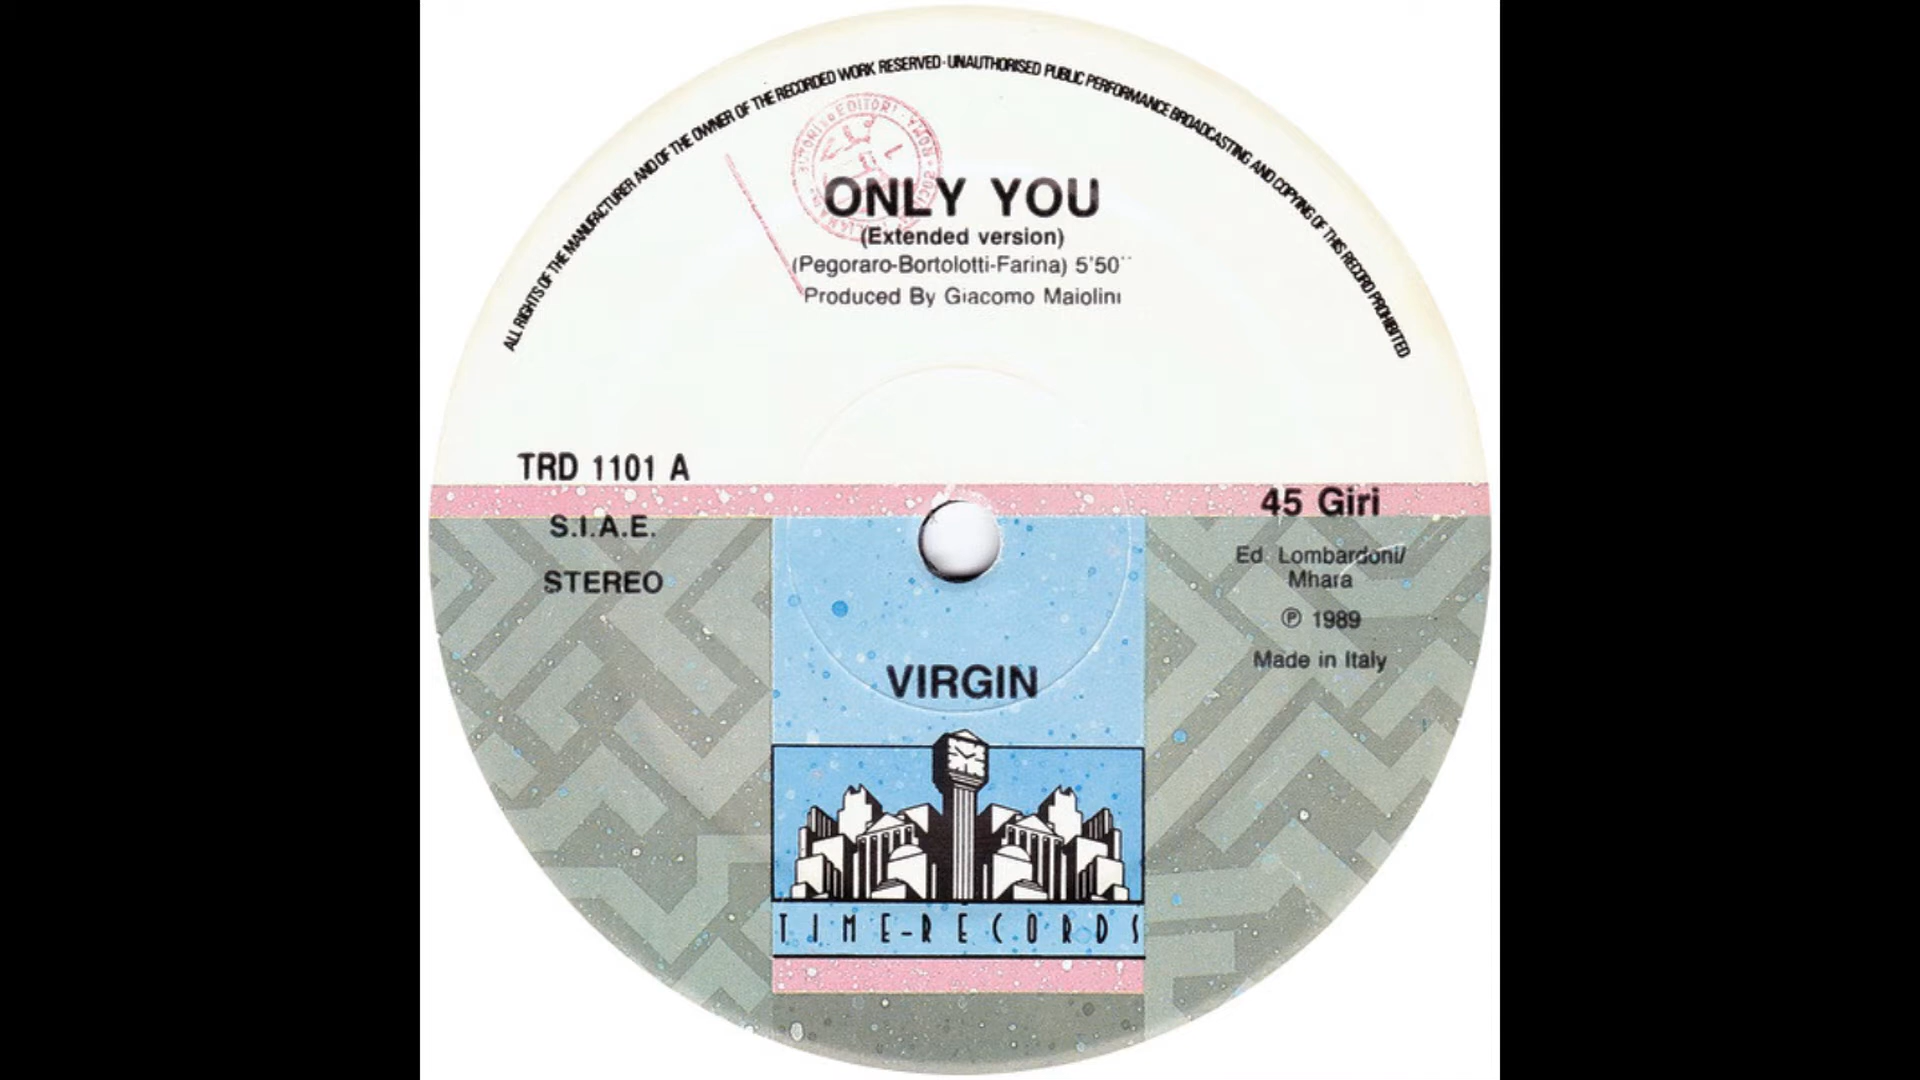 ALL RIGHTS OF THE MANUFACTURER AND OF THE OWNER OF THE RECORDED WORK RESERVED · UNAUTHORISED PUBLIC PERFORMANCE BROADCASTING AND COPYING OF THIS RECORD PROHIBITED
EDITORI · ROMA ·
ONLY YOU
(Extended version)
(Pegoraro-Bortolotti-Farina) 5'50''
Produced By Giacomo Maiolini
TRD 1101 A
S.I.A.E.
STEREO
45 Giri
Ed. Lombardoni/
Mhara
℗ 1989
Made in Italy
VIRGIN
TIME-RECORDS